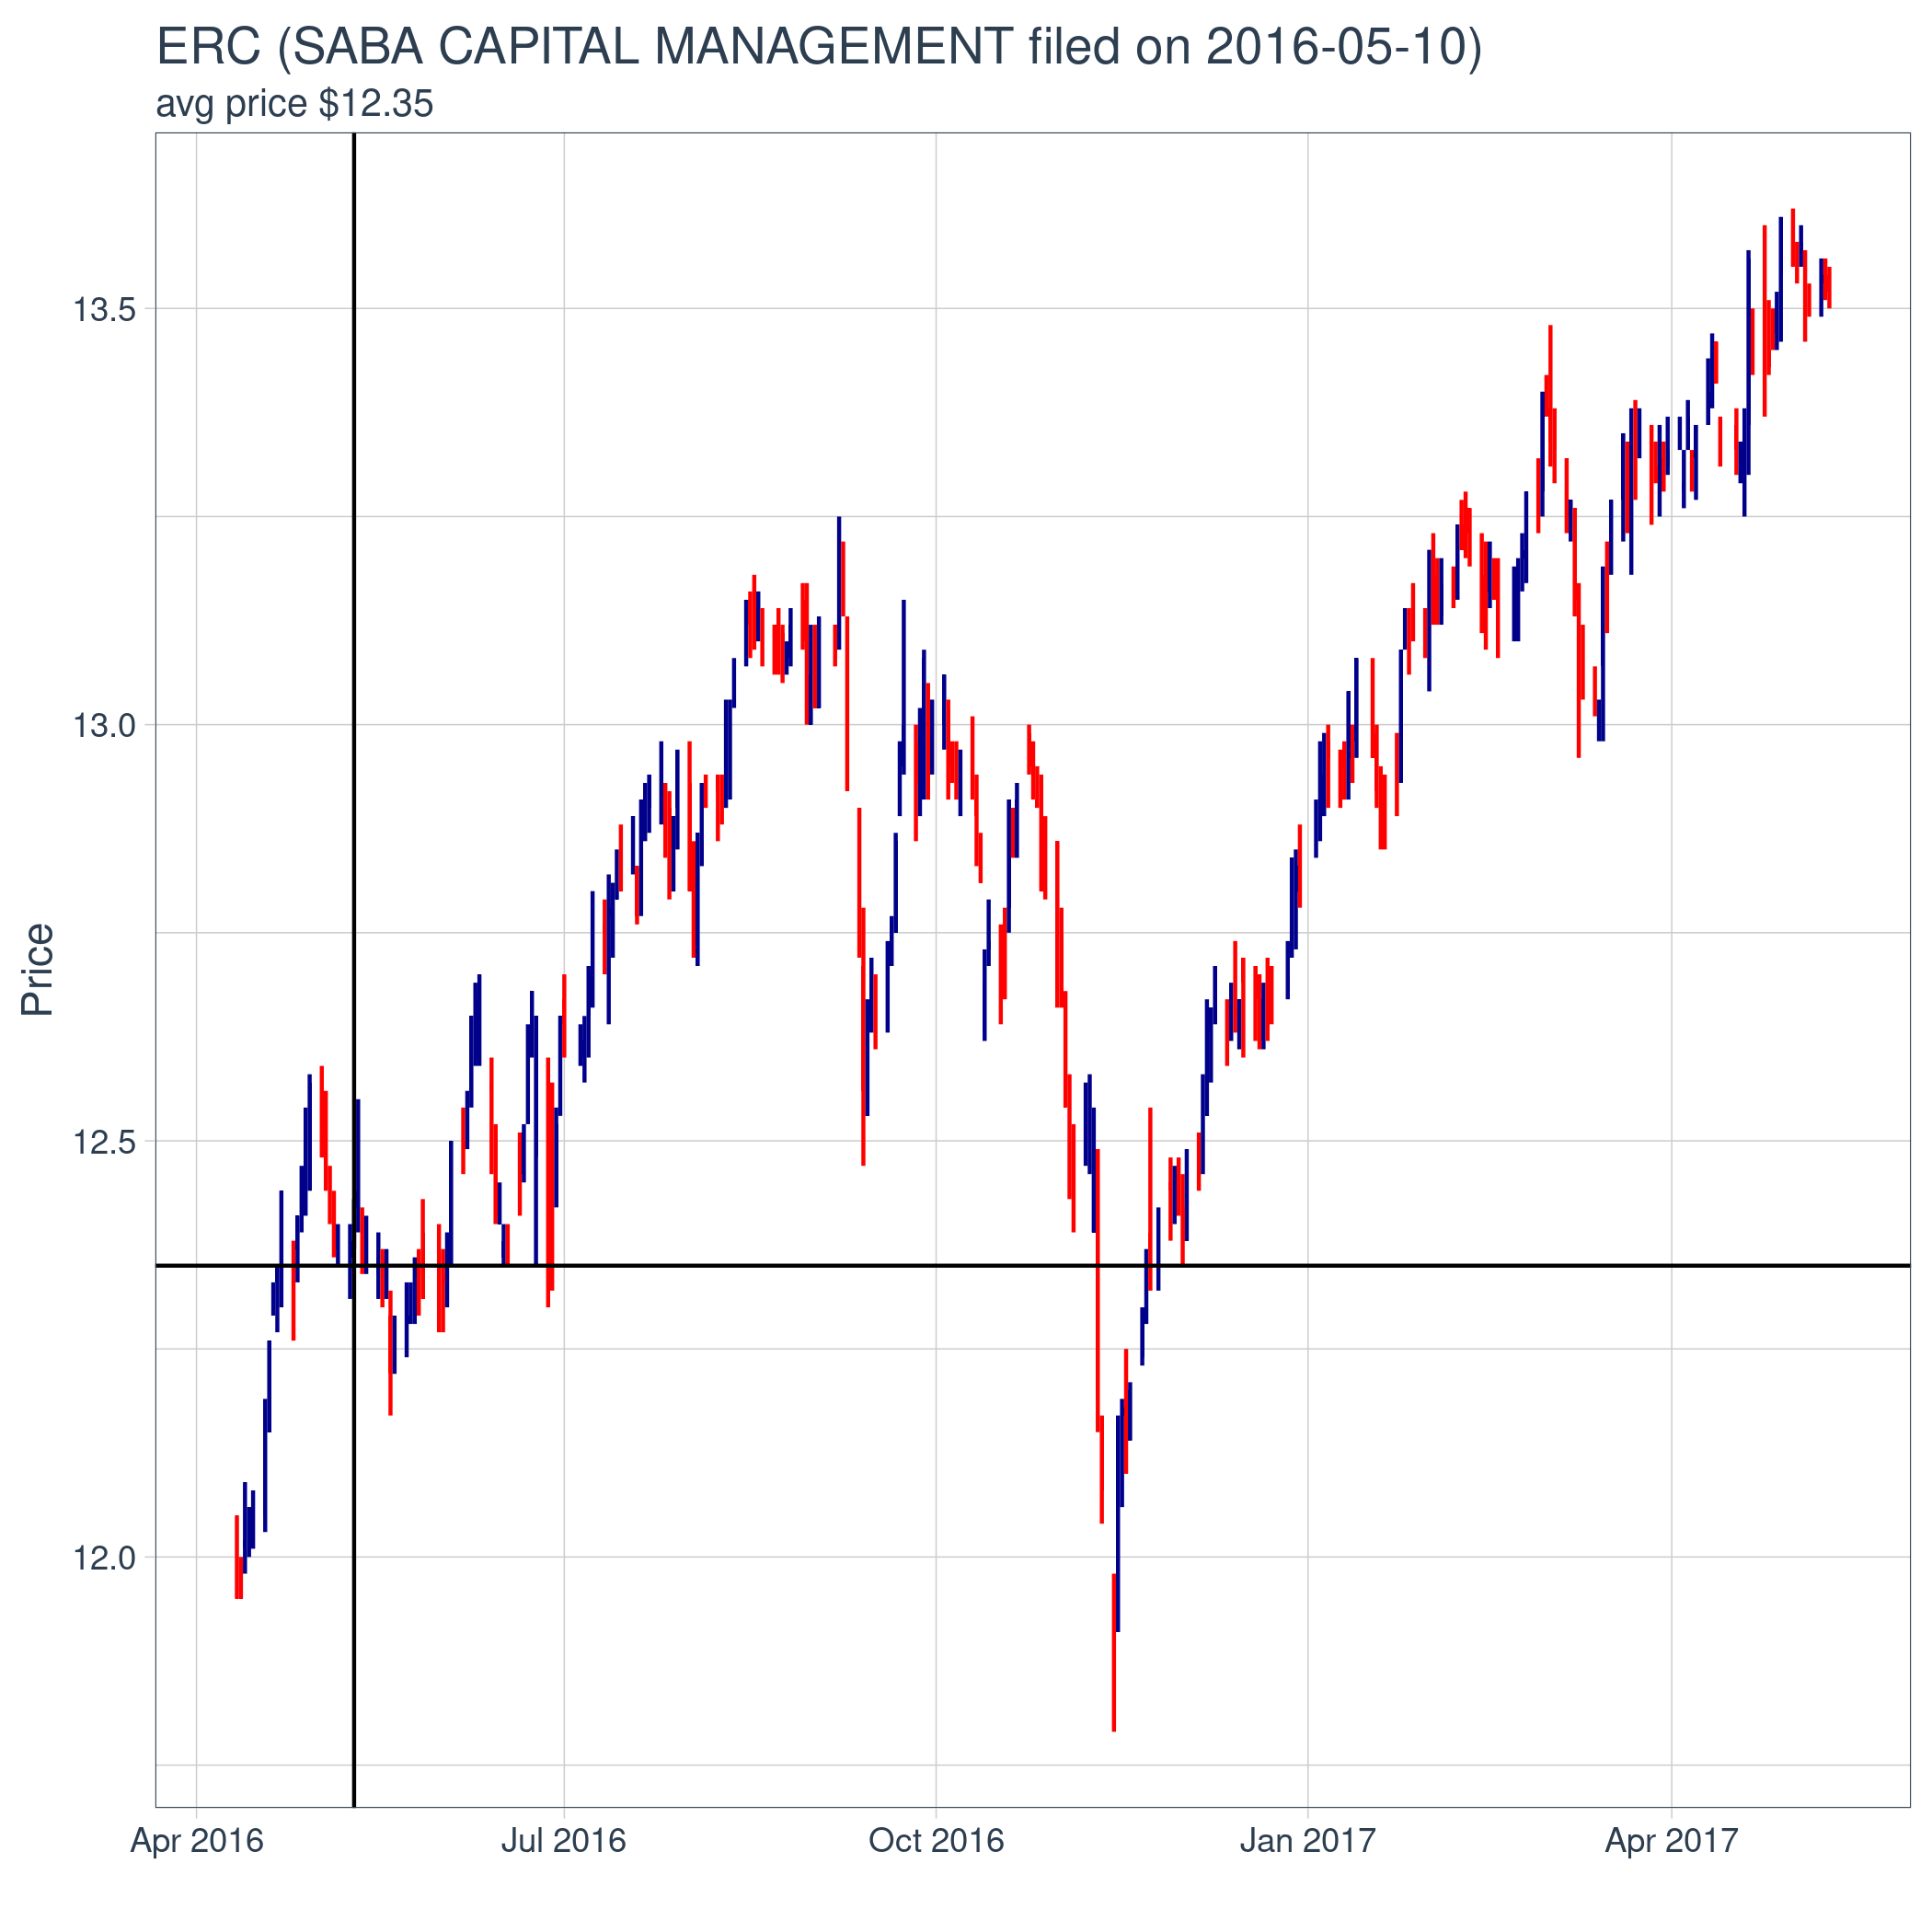 ERC (SABA CAPITAL MANAGEMENT filed on 2016-05-10)
avg price $12.35
Price
13.5
13.0
12.5
12.0
Apr 2016 Jul 2016 Oct 2016 Jan 2017 Apr 2017